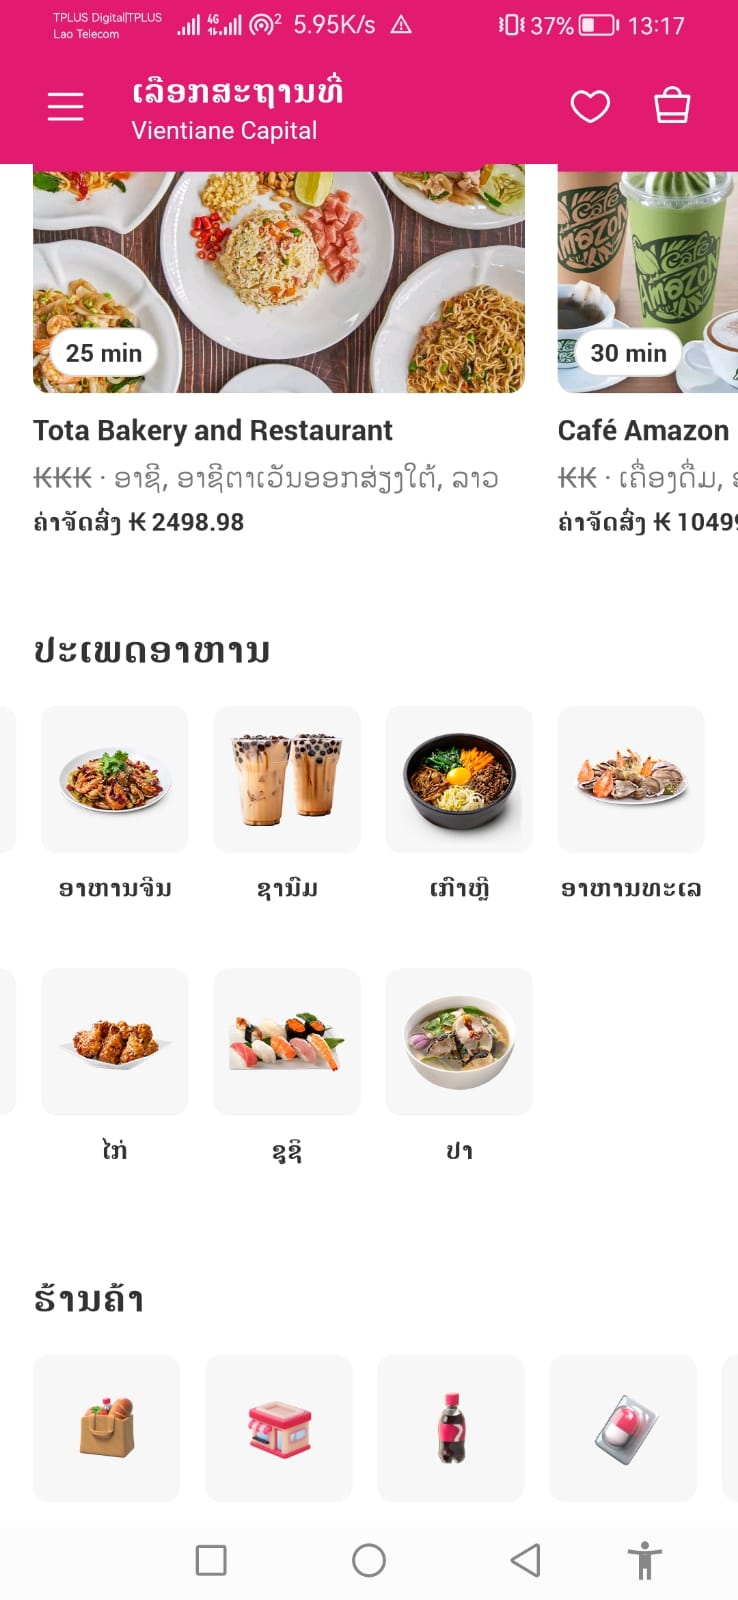 TPLUS Digital|TPLUS
Lao Telecom
4G
2
5.95K/s
37%
13:17
ເລືອກສະຖານທີ່
Vientiane Capital
Café
Amazon
25 min
30 min
Tota Bakery and Restaurant
Café Amazon
₭₭₭ · ອາຊີ, ອາຊີຕາເວັນອອກສ່ຽງໃຕ້, ລາວ
₭₭ · ເຄື່ອງດື່ມ,
ຄ່າຈັດສົ່ງ ₭ 2498.98
ຄ່າຈັດສົ່ງ ₭ 10499
ປະເພດອາຫານ
ອາຫານຈີນ
ຊານົມ
ເກົາຫຼີ
ອາຫານທະເລ
ໄກ່
ຊຸຊິ
ປາ
ຮ້ານຄ້າ